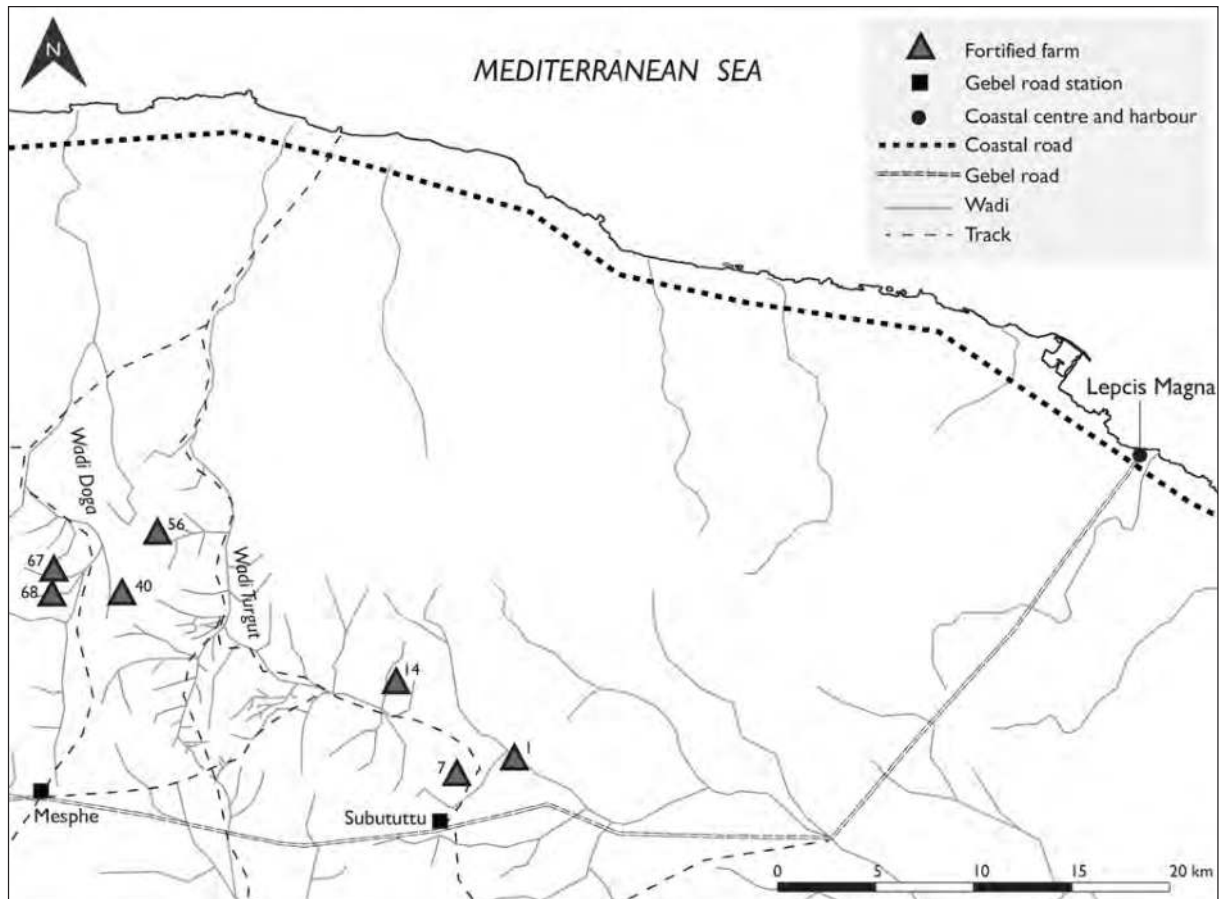 N
MEDITERRANEAN SEA
Fortified farm
Gebel road station
Coastal centre and harbour
Coastal road
Gebel road
Wadi
Track
Lepcis Magna
Wadi Doga
56
67
68
40
Wadi Turgut
14
1
7
Mesphe
Subututtu
0 5 10 15 20 km